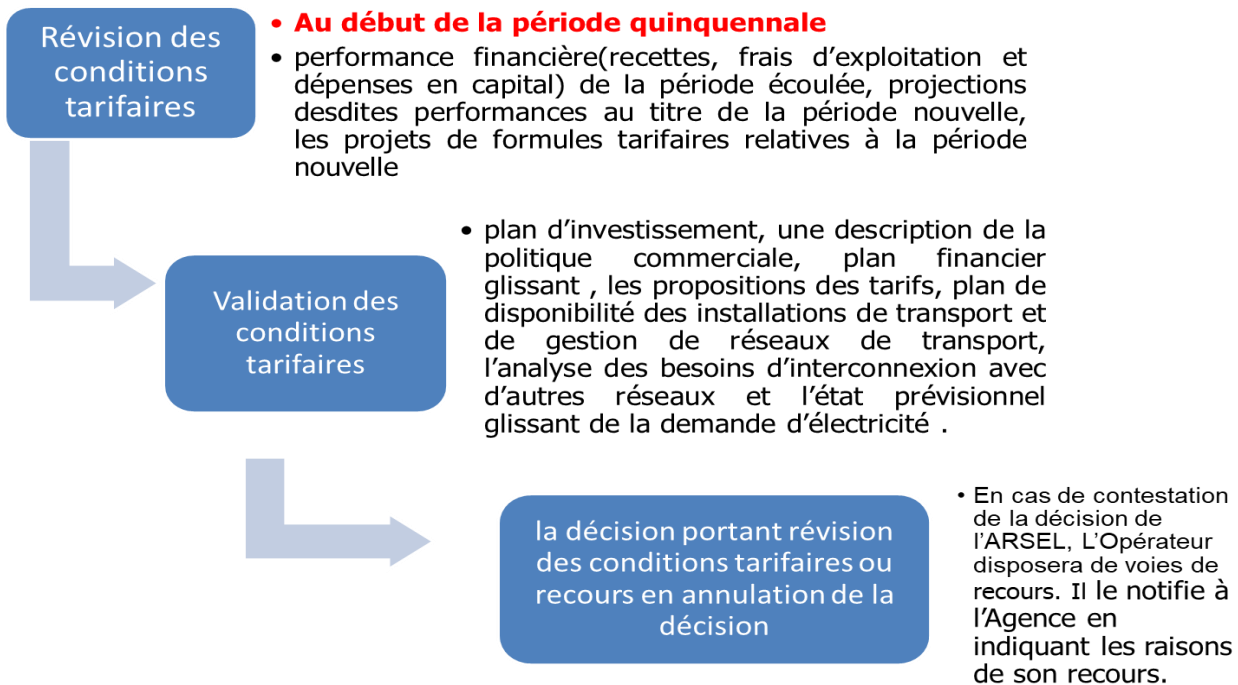 Révision des
conditions
tarifaires
• Au début de la période quinquennale
• performance financière(recettes, frais d’exploitation et
dépenses en capital) de la période écoulée, projections
desdites performances au titre de la période nouvelle,
les projets de formules tarifaires relatives à la période
nouvelle
Validation des
conditions
tarifaires
• plan d’investissement, une description de la
politique commerciale, plan financier
glissant , les propositions des tarifs, plan de
disponibilité des installations de transport et
de gestion de réseaux de transport,
l’analyse des besoins d’interconnexion avec
d’autres réseaux et l’état prévisionnel
glissant de la demande d’électricité .
la décision portant révision
des conditions tarifaires ou
recours en annulation de la
décision
• En cas de contestation
de la décision de
l’ARSEL, L’Opérateur
disposera de voies de
recours. Il le notifie à
l’Agence en
indiquant les raisons
de son recours.